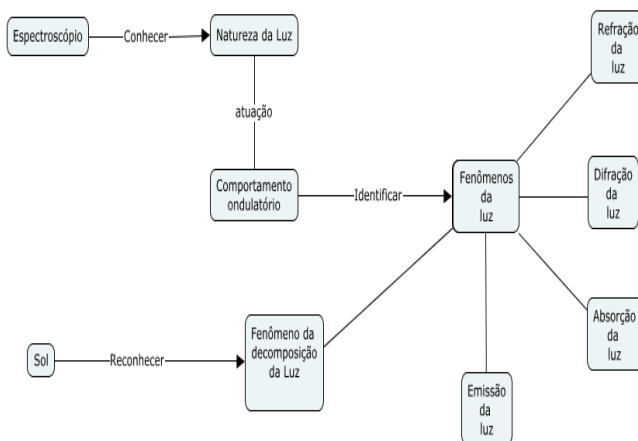 Espectroscópio
Conhecer
Natureza da Luz
Refração
da
luz
atuação
Comportamento
ondulatório
Identificar
Fenômenos
da
luz
Difração
da
luz
Sol
Reconhecer
Fenômeno da
decomposição
da Luz
Absorção
da
luz
Emissão
da
luz